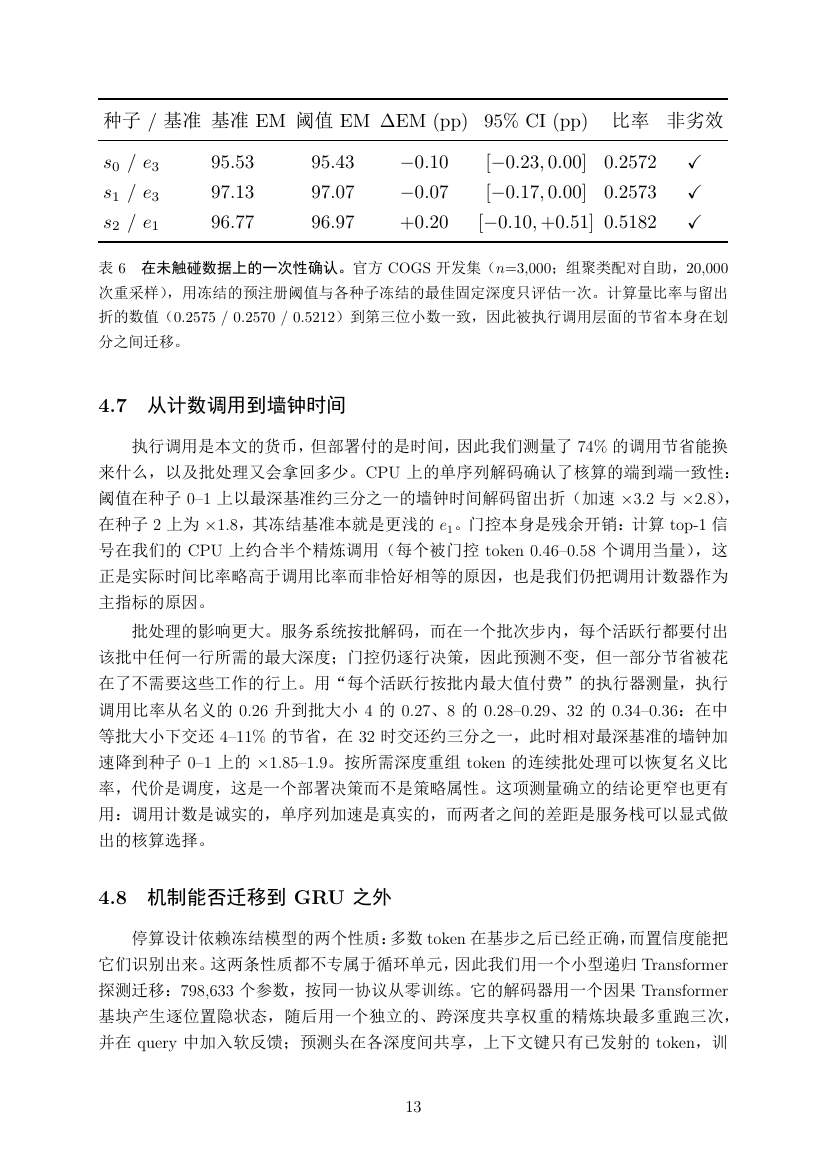 种子 / 基准 基准 EM 阈值 EM ΔEM (pp) 95% CI (pp) 比率 非劣效
s0 / e3 95.53 95.43 −0.10 [−0.23, 0.00] 0.2572 ✓
s1 / e3 97.13 97.07 −0.07 [−0.17, 0.00] 0.2573 ✓
s2 / e1 96.77 96.97 +0.20 [−0.10, +0.51] 0.5182 ✓
表 6 在未触碰数据上的一次性确认。官方 COGS 开发集（n=3,000；组聚类配对自助，20,000
次重采样），用冻结的预注册阈值与各种子冻结的最佳固定深度只评估一次。计算量比率与留出
折的数值（0.2575 / 0.2570 / 0.5212）到第三位小数一致，因此被执行调用层面的节省本身在划
分之间迁移。
4.7 从计数调用到墙钟时间
执行调用是本文的货币，但部署付的是时间，因此我们测量了 74% 的调用节省能换
来什么，以及批处理又会拿回多少。CPU 上的单序列解码确认了核算的端到端一致性：
阈值在种子 0–1 上以最深基准约三分之一的墙钟时间解码留出折（加速 ×3.2 与 ×2.8），
在种子 2 上为 ×1.8，其冻结基准本就是更浅的 e1。门控本身是残余开销：计算 top-1 信
号在我们的 CPU 上约合半个精炼调用（每个被门控 token 0.46–0.58 个调用当量），这
正是实际时间比率略高于调用比率而非恰好相等的原因，也是我们仍把调用计数器作为
主指标的原因。
批处理的影响更大。服务系统按批解码，而在一个批次步内，每个活跃行都要付出
该批中任何一行所需的最大深度；门控仍逐行决策，因此预测不变，但一部分节省被花
在了不需要这些工作的行上。用“每个活跃行按批内最大值付费”的执行器测量，执行
调用比率从名义的 0.26 升到批大小 4 的 0.27、8 的 0.28–0.29、32 的 0.34–0.36：在中
等批大小下交还 4–11% 的节省，在 32 时交还约三分之一，此时相对最深基准的墙钟加
速降到种子 0–1 上的 ×1.85–1.9。按所需深度重组 token 的连续批处理可以恢复名义比
率，代价是调度，这是一个部署决策而不是策略属性。这项测量确立的结论更窄也更有
用：调用计数是诚实的，单序列加速是真实的，而两者之间的差距是服务栈可以显式做
出的核算选择。
4.8 机制能否迁移到 GRU 之外
停算设计依赖冻结模型的两个性质：多数 token 在基步之后已经正确，而置信度能把
它们识别出来。这两条性质都不专属于循环单元，因此我们用一个小型递归 Transformer
探测迁移：798,633 个参数，按同一协议从零训练。它的解码器用一个因果 Transformer
基块产生逐位置隐状态，随后用一个独立的、跨深度共享权重的精炼块最多重跑三次，
并在 query 中加入软反馈；预测头在各深度间共享，上下文键只有已发射的 token，训
13